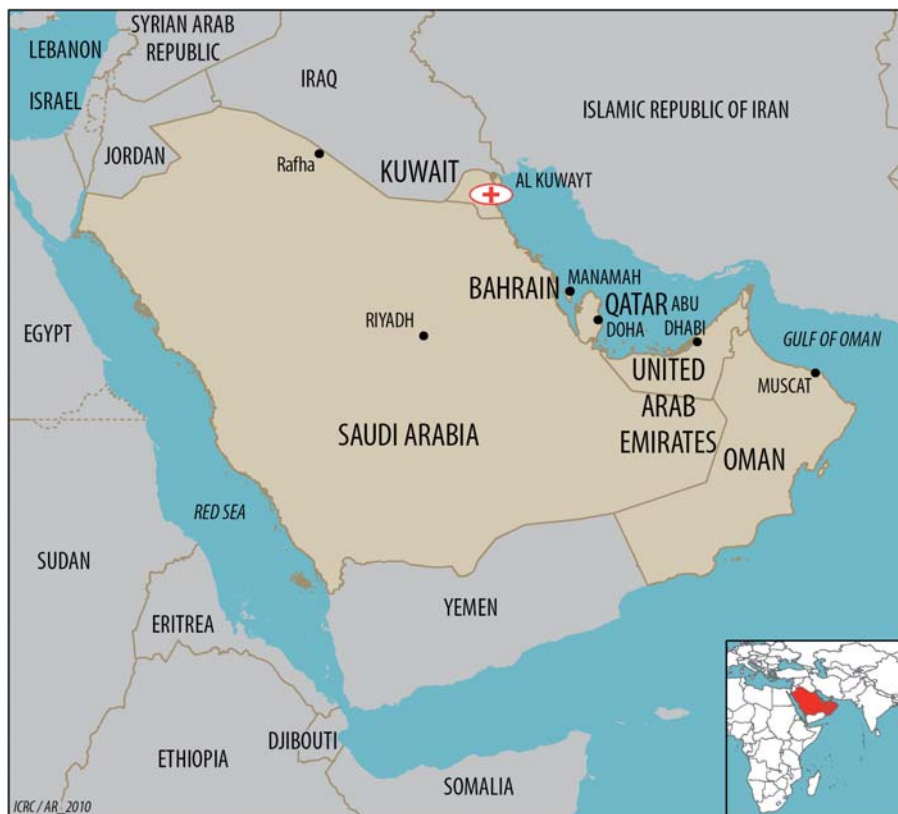 SYRIAN ARAB
REPUBLIC
LEBANON
IRAQ
ISRAEL
ISLAMIC REPUBLIC OF IRAN
JORDAN
Rafha
KUWAIT
AL KUWAYT
BAHRAIN
MANAMAH
QATAR
ABU
DHABI
DOHA
RIYADH
EGYPT
GULF OF OMAN
UNITED
ARAB
EMIRATES
MUSCAT
SAUDI ARABIA
OMAN
RED SEA
SUDAN
YEMEN
ERITREA
DJIBOUTI
ETHIOPIA
SOMALIA
ICRC / AR_2010